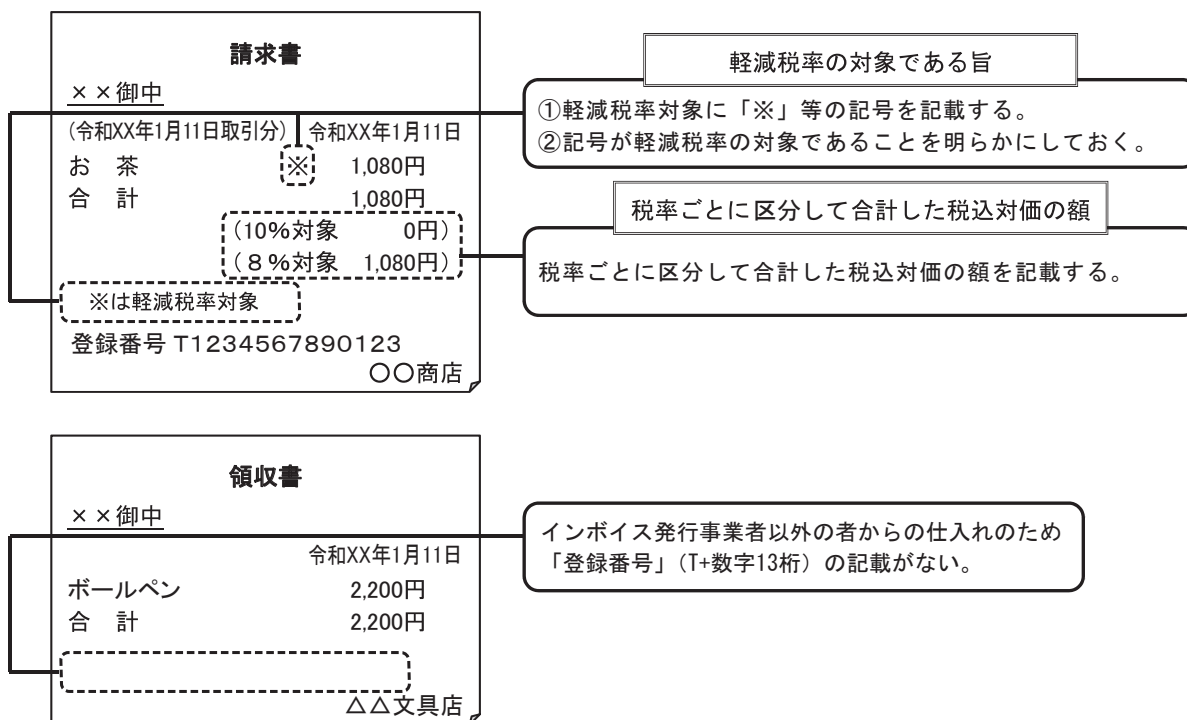 請求書
××御中
(令和XX年1月11日取引分) 令和XX年1月11日
お 茶 ※ 1,080円
合 計 1,080円
(10%対象 0円)
(8%対象 1,080円)
※は軽減税率対象
登録番号 T1234567890123
○○商店
軽減税率の対象である旨
①軽減税率対象に「※」等の記号を記載する。
②記号が軽減税率の対象であることを明らかにしておく。
税率ごとに区分して合計した税込対価の額
税率ごとに区分して合計した税込対価の額を記載する。
領収書
××御中
令和XX年1月11日
ボールペン 2,200円
合 計 2,200円
△△文具店
インボイス発行事業者以外の者からの仕入れのため
「登録番号」(T+数字13桁)の記載がない。